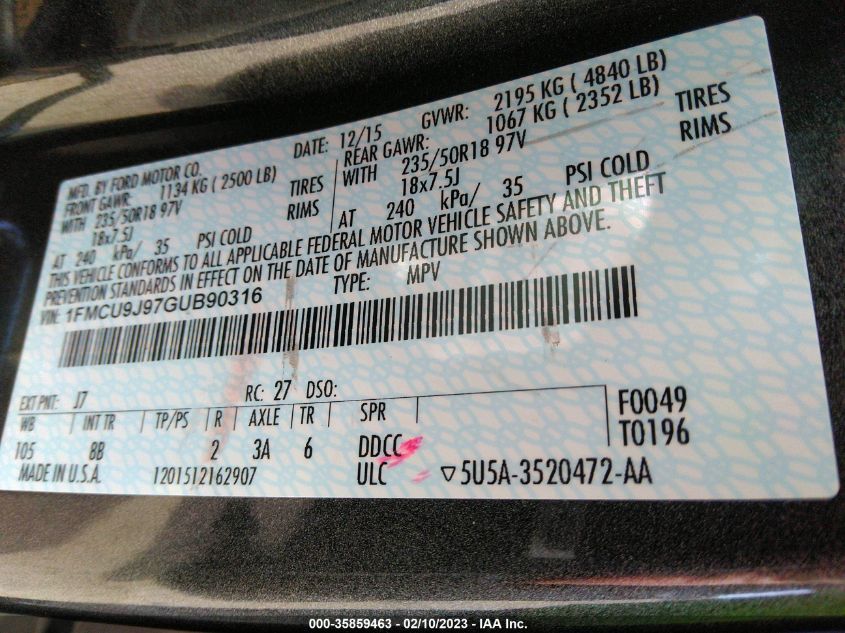 MFD. BY FORD MOTOR CO.
DATE: 12/15
GVWR: 2195 KG ( 4840 LB)
FRONT GAWR: 1134 KG ( 2500 LB)
REAR GAWR: 1067 KG ( 2352 LB)
WITH 235/50R18 97V TIRES
WITH 235/50R18 97V TIRES
18x7.5J RIMS
18x7.5J RIMS
AT 240 kPa/ 35 PSI COLD
AT 240 kPa/ 35 PSI COLD
THIS VEHICLE CONFORMS TO ALL APPLICABLE FEDERAL MOTOR VEHICLE SAFETY AND THEFT
PREVENTION STANDARDS IN EFFECT ON THE DATE OF MANUFACTURE SHOWN ABOVE.
VIN: 1FMCU9J97GUB90316
TYPE: MPV
EXT PNT: J7 RC: 27 DSO:
WB INT TR TP/PS R AXLE TR SPR
105 8B 2 3A 6 DDCC
F0049
T0196
MADE IN U.S.A. 1201512162907 ULC ▽5U5A-3520472-AA
000-35859463 - 02/10/2023 - IAA Inc.